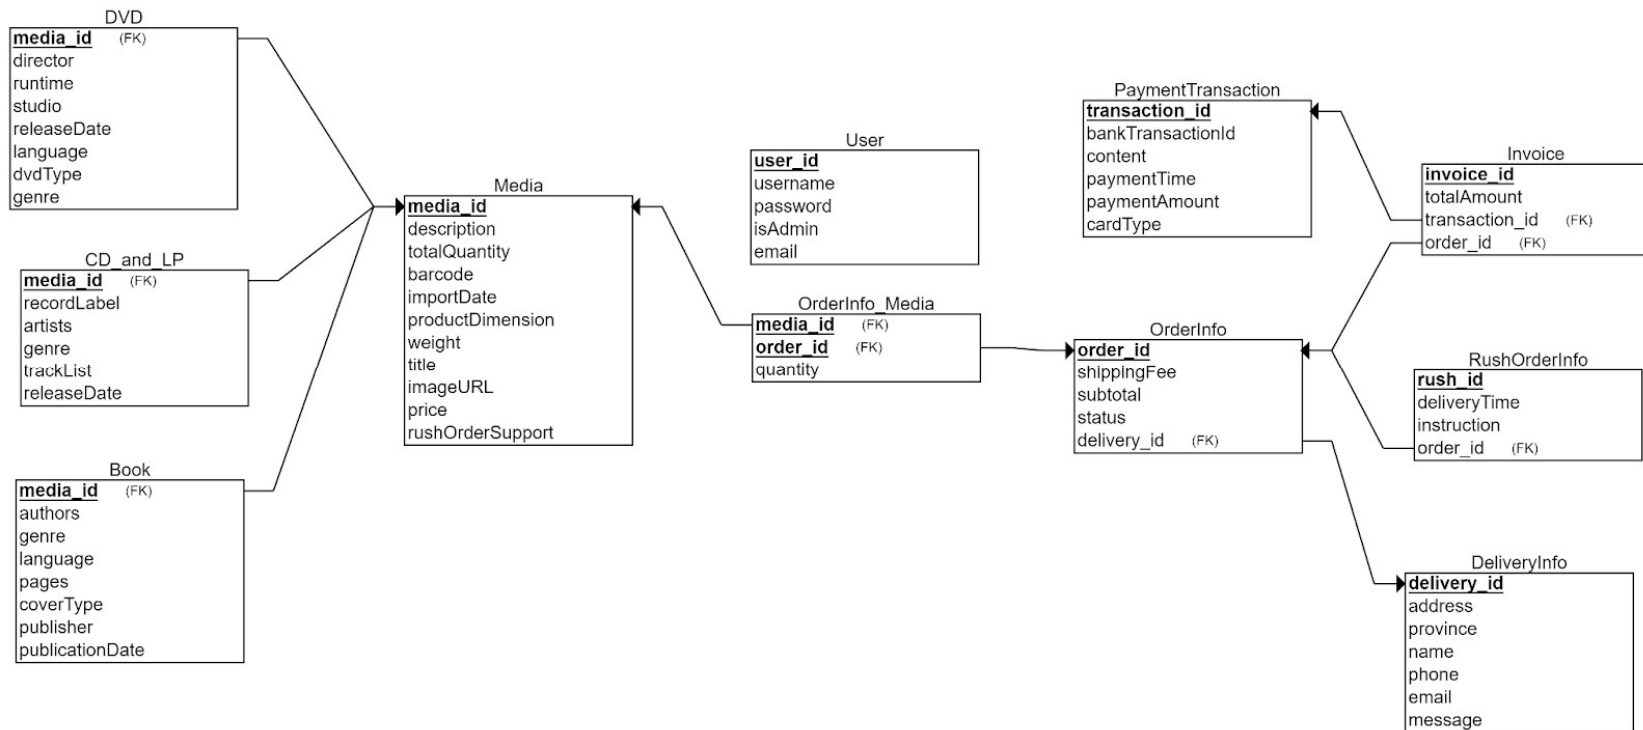 DVD
media_id (FK)
director
runtime
studio
releaseDate
language
dvdType
genre
CD_and_LP
media_id (FK)
recordLabel
artists
genre
trackList
releaseDate
Book
media_id (FK)
authors
genre
language
pages
coverType
publisher
publicationDate
Media
media_id
description
totalQuantity
barcode
importDate
productDimension
weight
title
imageURL
price
rushOrderSupport
User
user_id
username
password
isAdmin
email
OrderInfo_Media
media_id (FK)
order_id (FK)
quantity
PaymentTransaction
transaction_id
bankTransactionId
content
paymentTime
paymentAmount
cardType
OrderInfo
order_id
shippingFee
subtotal
status
delivery_id (FK)
Invoice
invoice_id
totalAmount
transaction_id (FK)
order_id (FK)
RushOrderInfo
rush_id
deliveryTime
instruction
order_id (FK)
DeliveryInfo
delivery_id
address
province
name
phone
email
message